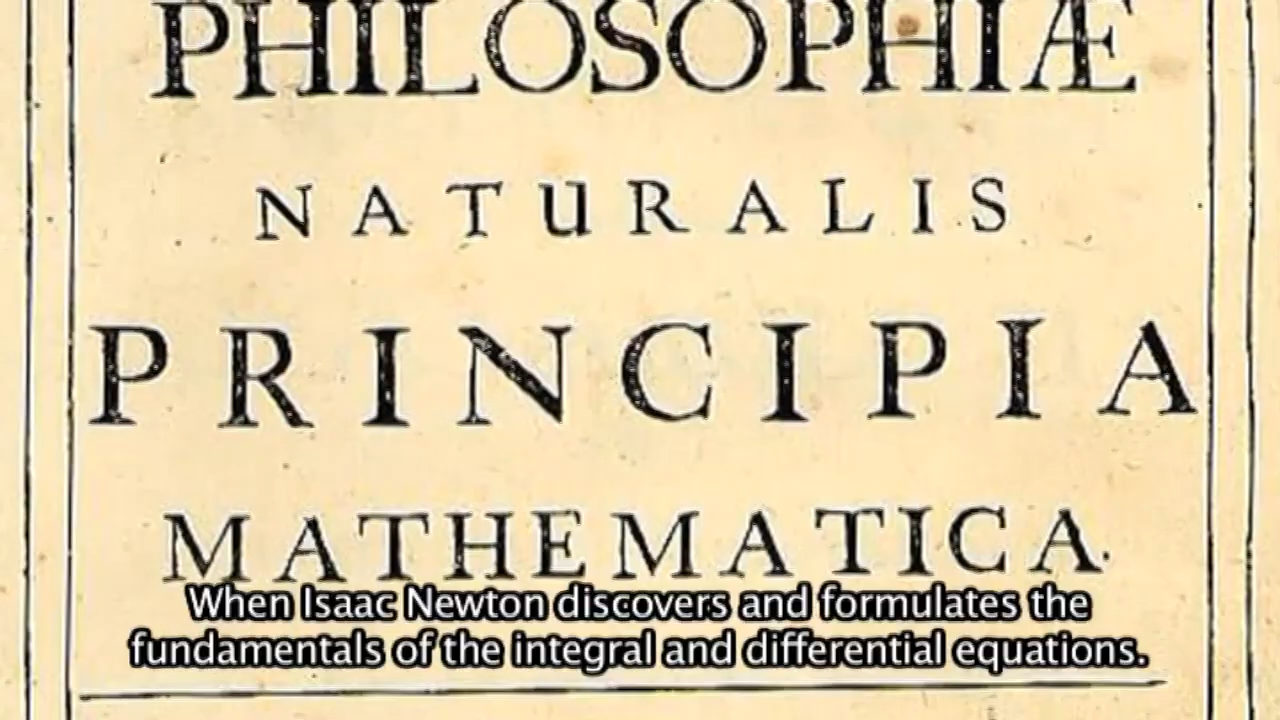 PHILOSOPHIÆ
NATURALIS
PRINCIPIA
MATHEMATICA.
When Isaac Newton discovers and formulates the
fundamentals of the integral and differential equations.